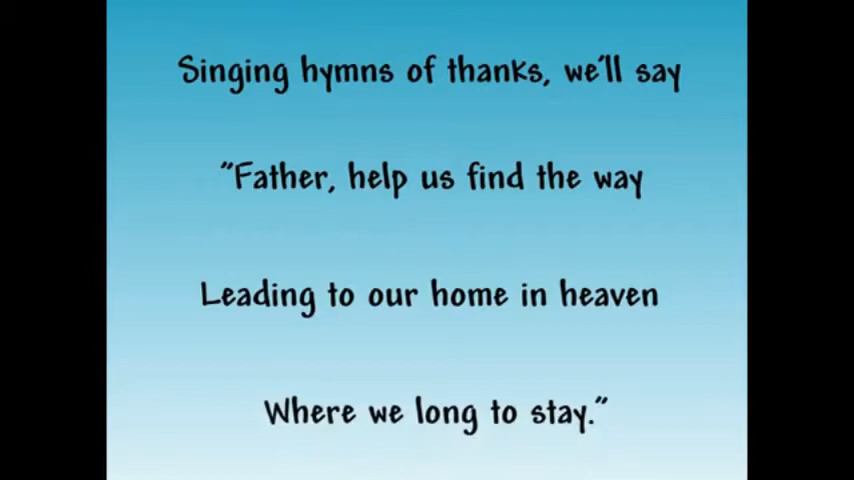 Singing hymns of thanks, we'll say
"Father, help us find the way
Leading to our home in heaven
Where we long to stay."